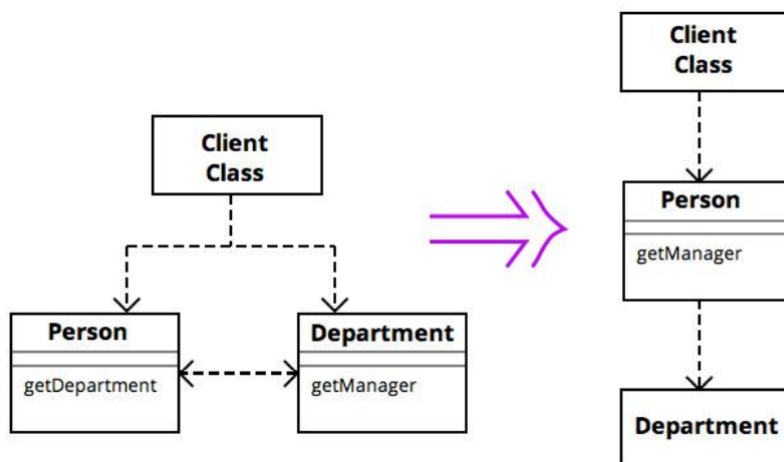 Client
Class
Person
getDepartment
Department
getManager
Client
Class
Person
getManager
Department